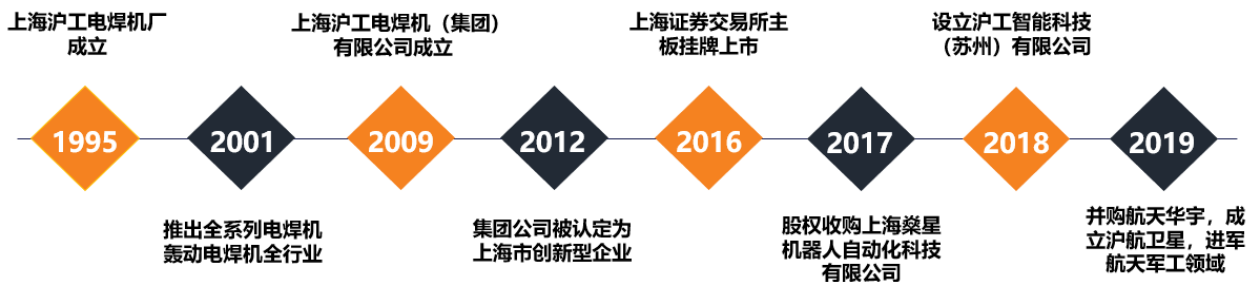 上海沪工电焊机厂
成立
上海沪工电焊机（集团）
有限公司成立
上海证券交易所主
板挂牌上市
设立沪工智能科技
（苏州）有限公司
1995
2001
2009
2012
2016
2017
2018
2019
推出全系列电焊机
轰动电焊机全行业
集团公司被认定为
上海市创新型企业
股权收购上海燊星
机器人自动化科技
有限公司
并购航天华宇，成
立沪航卫星，进军
航天军工领域